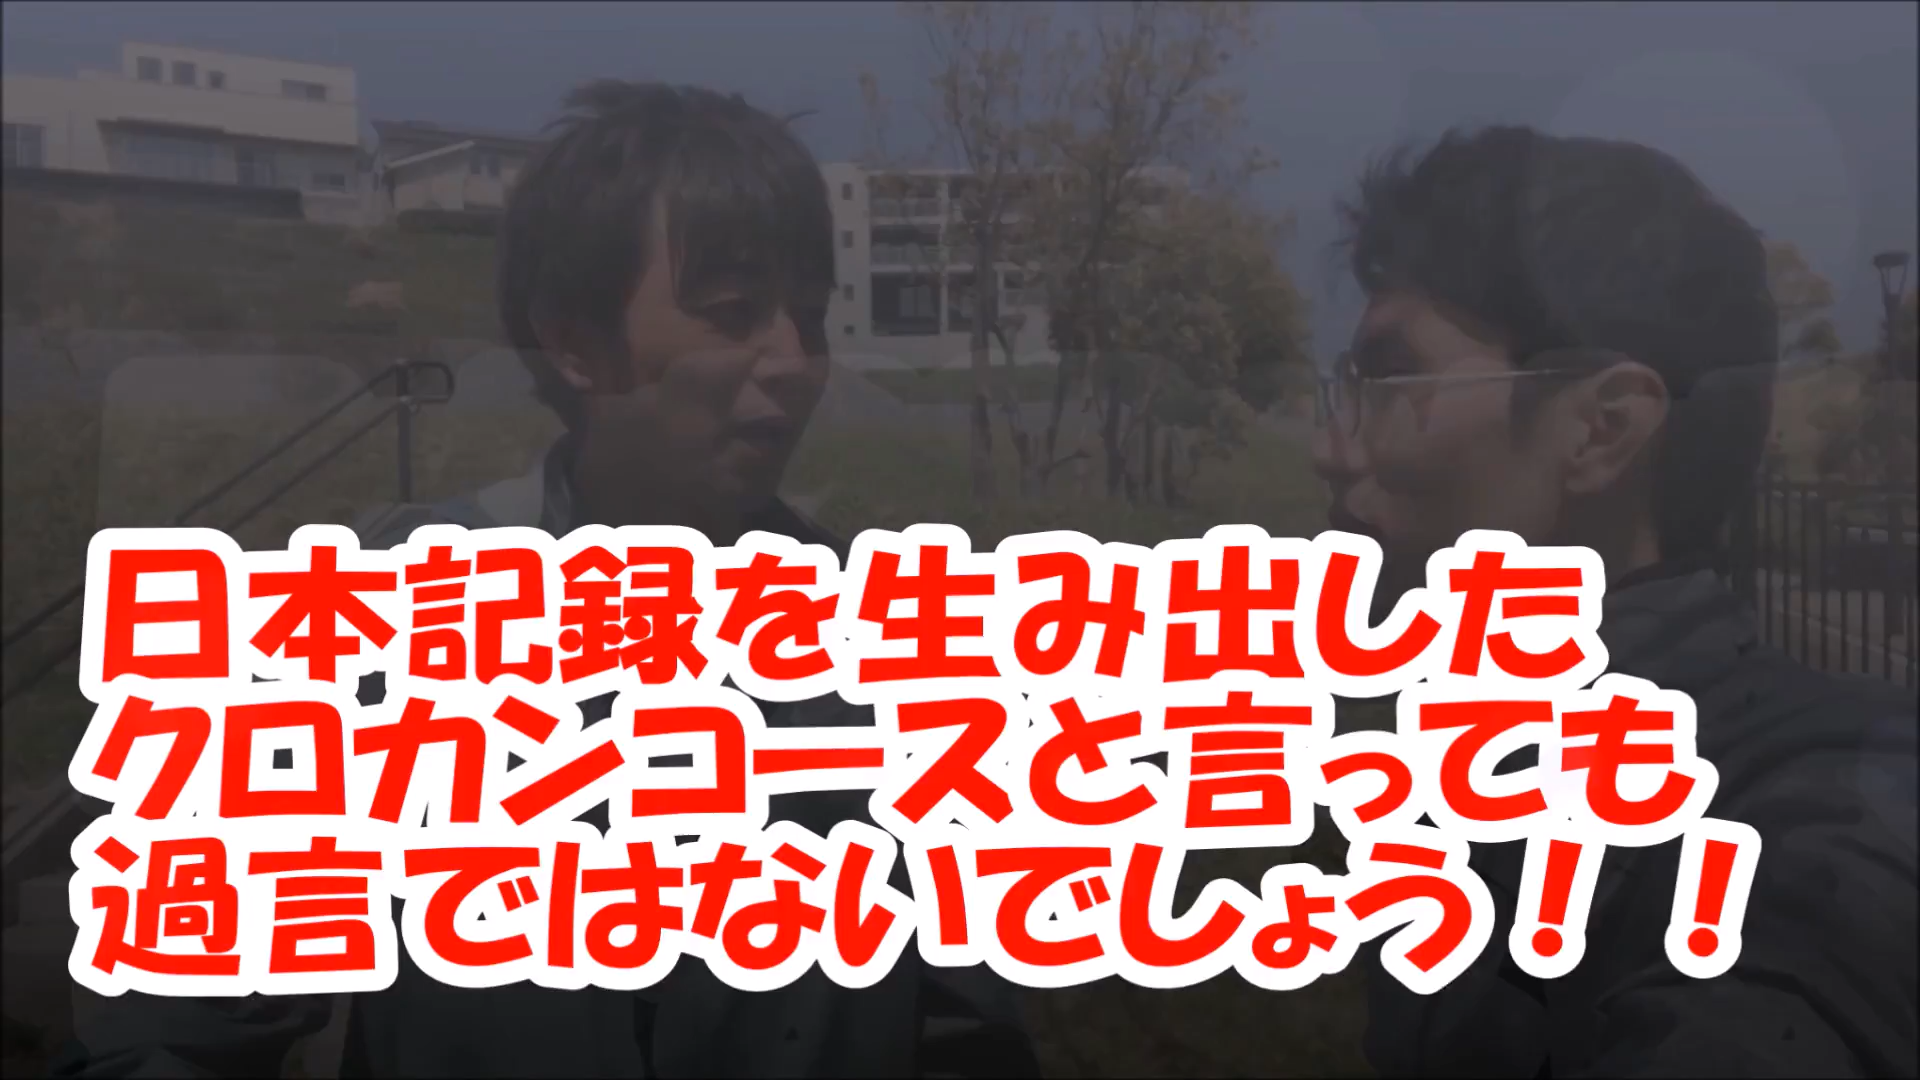 日本記録を生み出した
クロカンコースと言っても
過言ではないでしょう！！